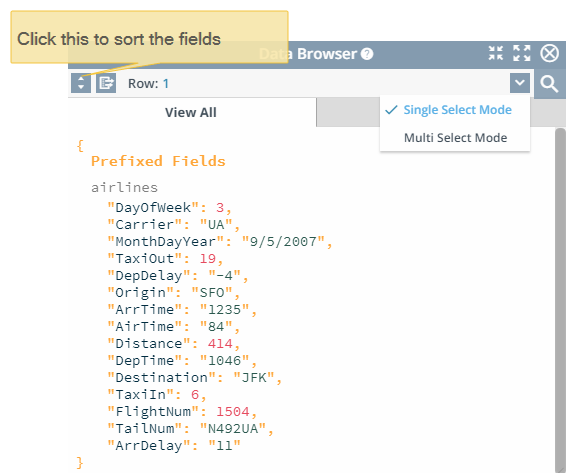 Click this to sort the fields
Data Browser ?
Row: 1
Single Select Mode
Multi Select Mode
View All
{
Prefixed Fields
airlines
"DayOfWeek": 3,
"Carrier": "UA",
"MonthDayYear": "9/5/2007",
"TaxiOut": 19,
"DepDelay": "-4",
"Origin": "SFO",
"ArrTime": "1235",
"AirTime": "84",
"Distance": 414,
"DepTime": "1046",
"Destination": "JFK",
"TaxiIn": 6,
"FlightNum": 1504,
"TailNum": "N492UA",
"ArrDelay": "11"
}